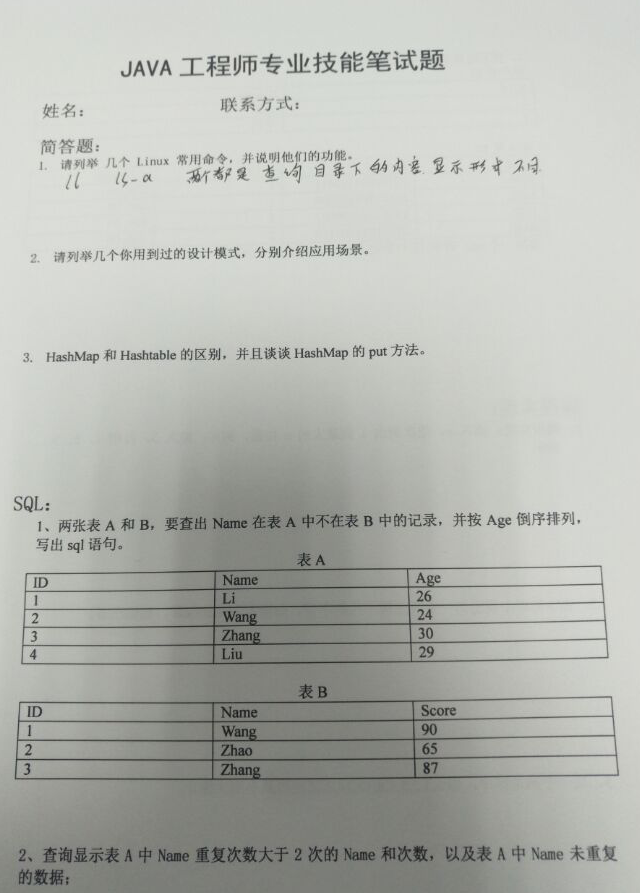 JAVA 工程师专业技能笔试题
姓名： 联系方式：
简答题：
1. 请列举 几个 Linux 常用命令，并说明他们的功能。
ll ls-a 两个都是 查询 目录下的内容 显示形式不同
2. 请列举几个你用到过的设计模式，分别介绍应用场景。
3. HashMap 和 Hashtable 的区别，并且谈谈 HashMap 的 put 方法。
SQL：
1、两张表 A 和 B，要查出 Name 在表 A 中不在表 B 中的记录，并按 Age 倒序排列，
写出 sql 语句。
表 A
ID Name Age
1 Li 26
2 Wang 24
3 Zhang 30
4 Liu 29
表 B
ID Name Score
1 Wang 90
2 Zhao 65
3 Zhang 87
2、查询显示表 A 中 Name 重复次数大于 2 次的 Name 和次数，以及表 A 中 Name 未重复
的数据；